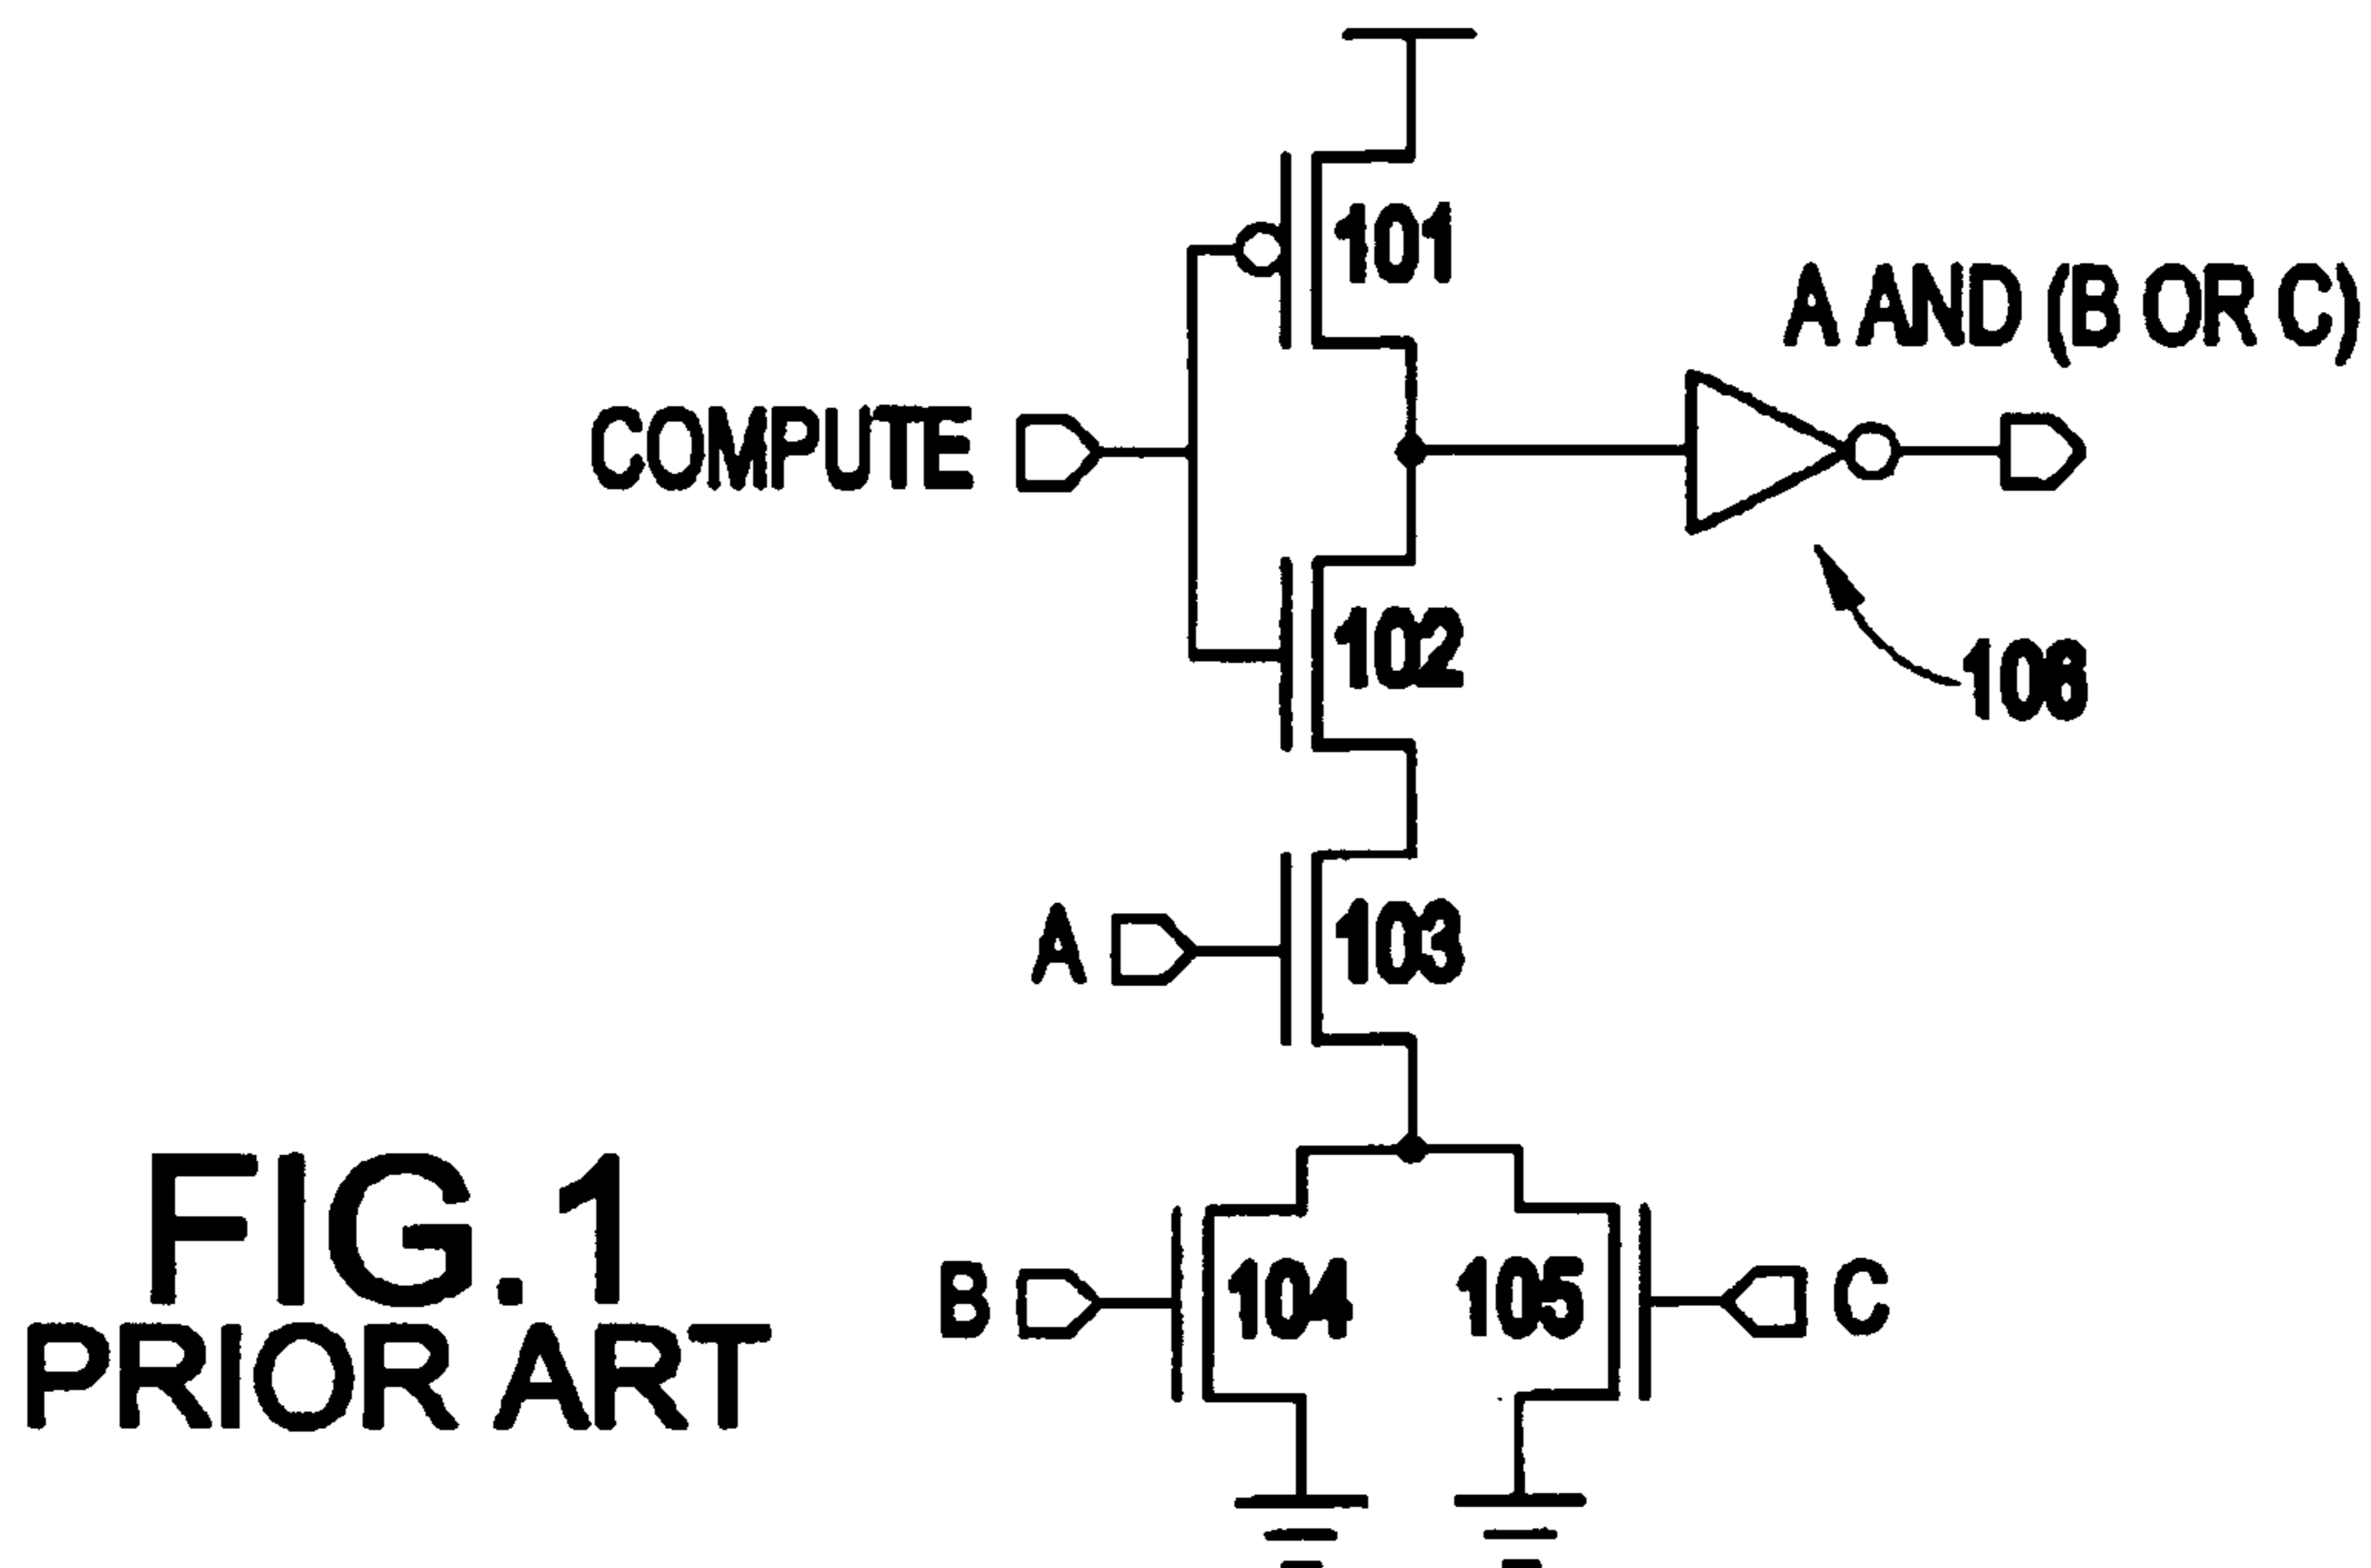 101
A AND (B OR C)
COMPUTE
102
106
A
103
B
104
105
C
FIG.1
PRIOR ART